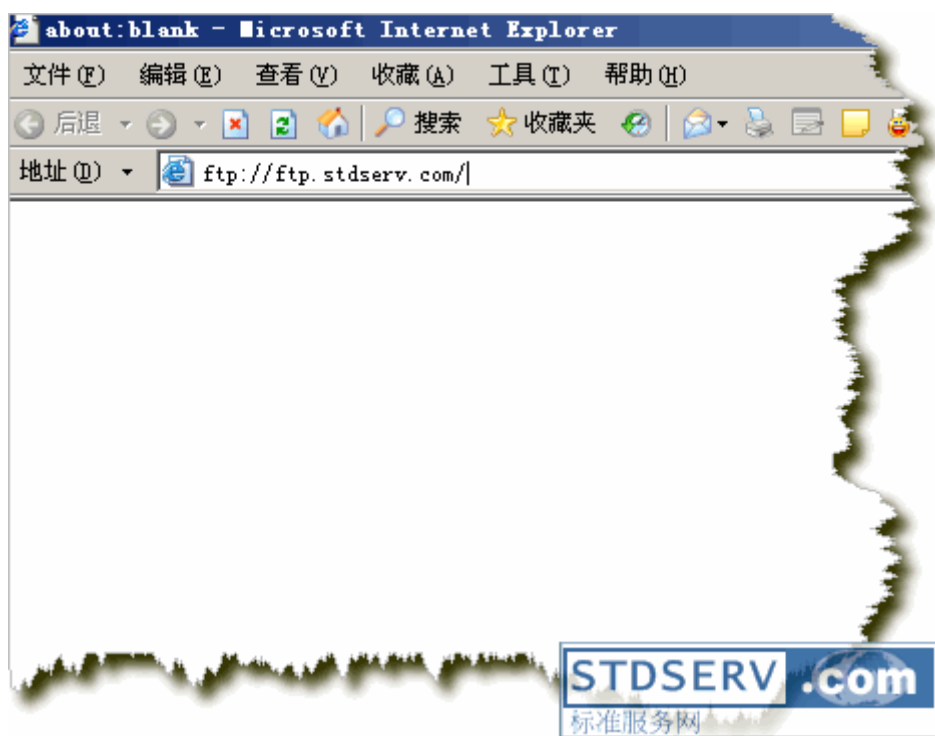 about:blank - Microsoft Internet Explorer
文件(F) 编辑(E) 查看(V) 收藏(A) 工具(T) 帮助(H)
后退 搜索 收藏夹
地址(D) ftp://ftp.stdserv.com/
STDSERV.com
标准服务网